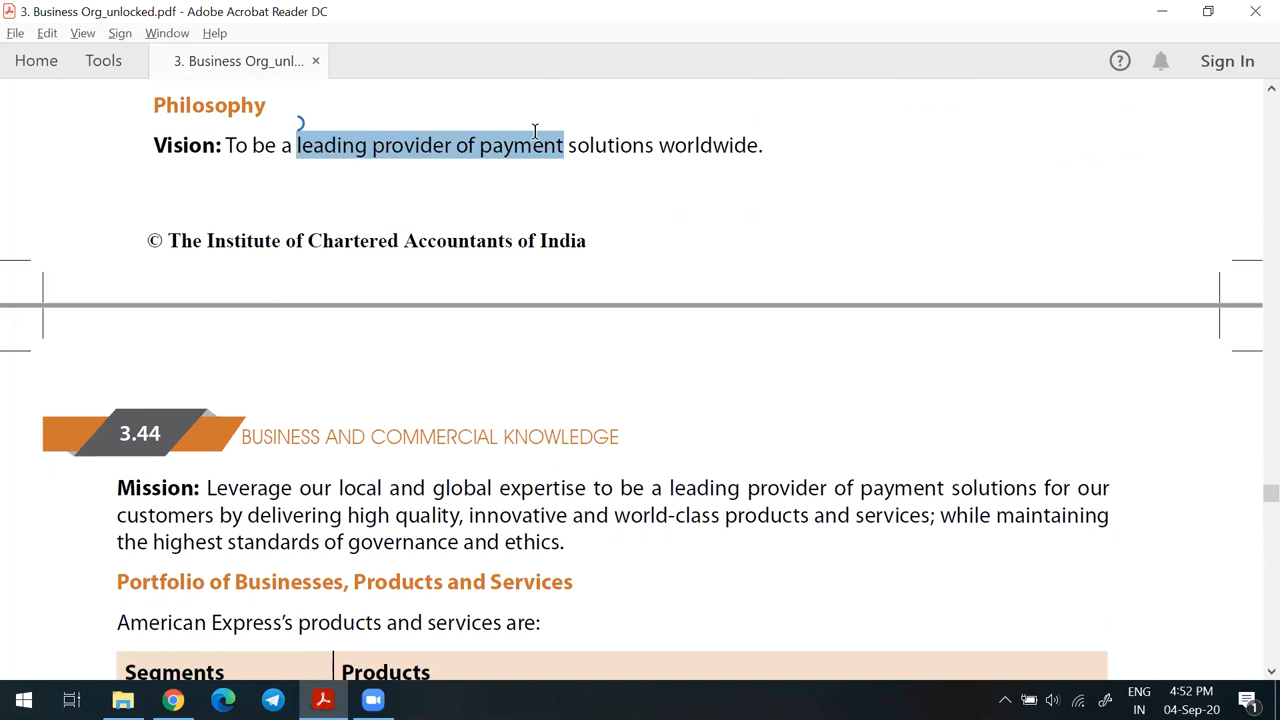 3. Business Org_unlocked.pdf - Adobe Acrobat Reader DC
File Edit View Sign Window Help
Home Tools 3. Business Org_unl... × Sign In
Philosophy
Vision: To be a leading provider of payment solutions worldwide.
© The Institute of Chartered Accountants of India
3.44 BUSINESS AND COMMERCIAL KNOWLEDGE
Mission: Leverage our local and global expertise to be a leading provider of payment solutions for our
customers by delivering high quality, innovative and world-class products and services; while maintaining
the highest standards of governance and ethics.
Portfolio of Businesses, Products and Services
American Express's products and services are:
Segments Products
ENG 4:52 PM
IN 04-Sep-20 1